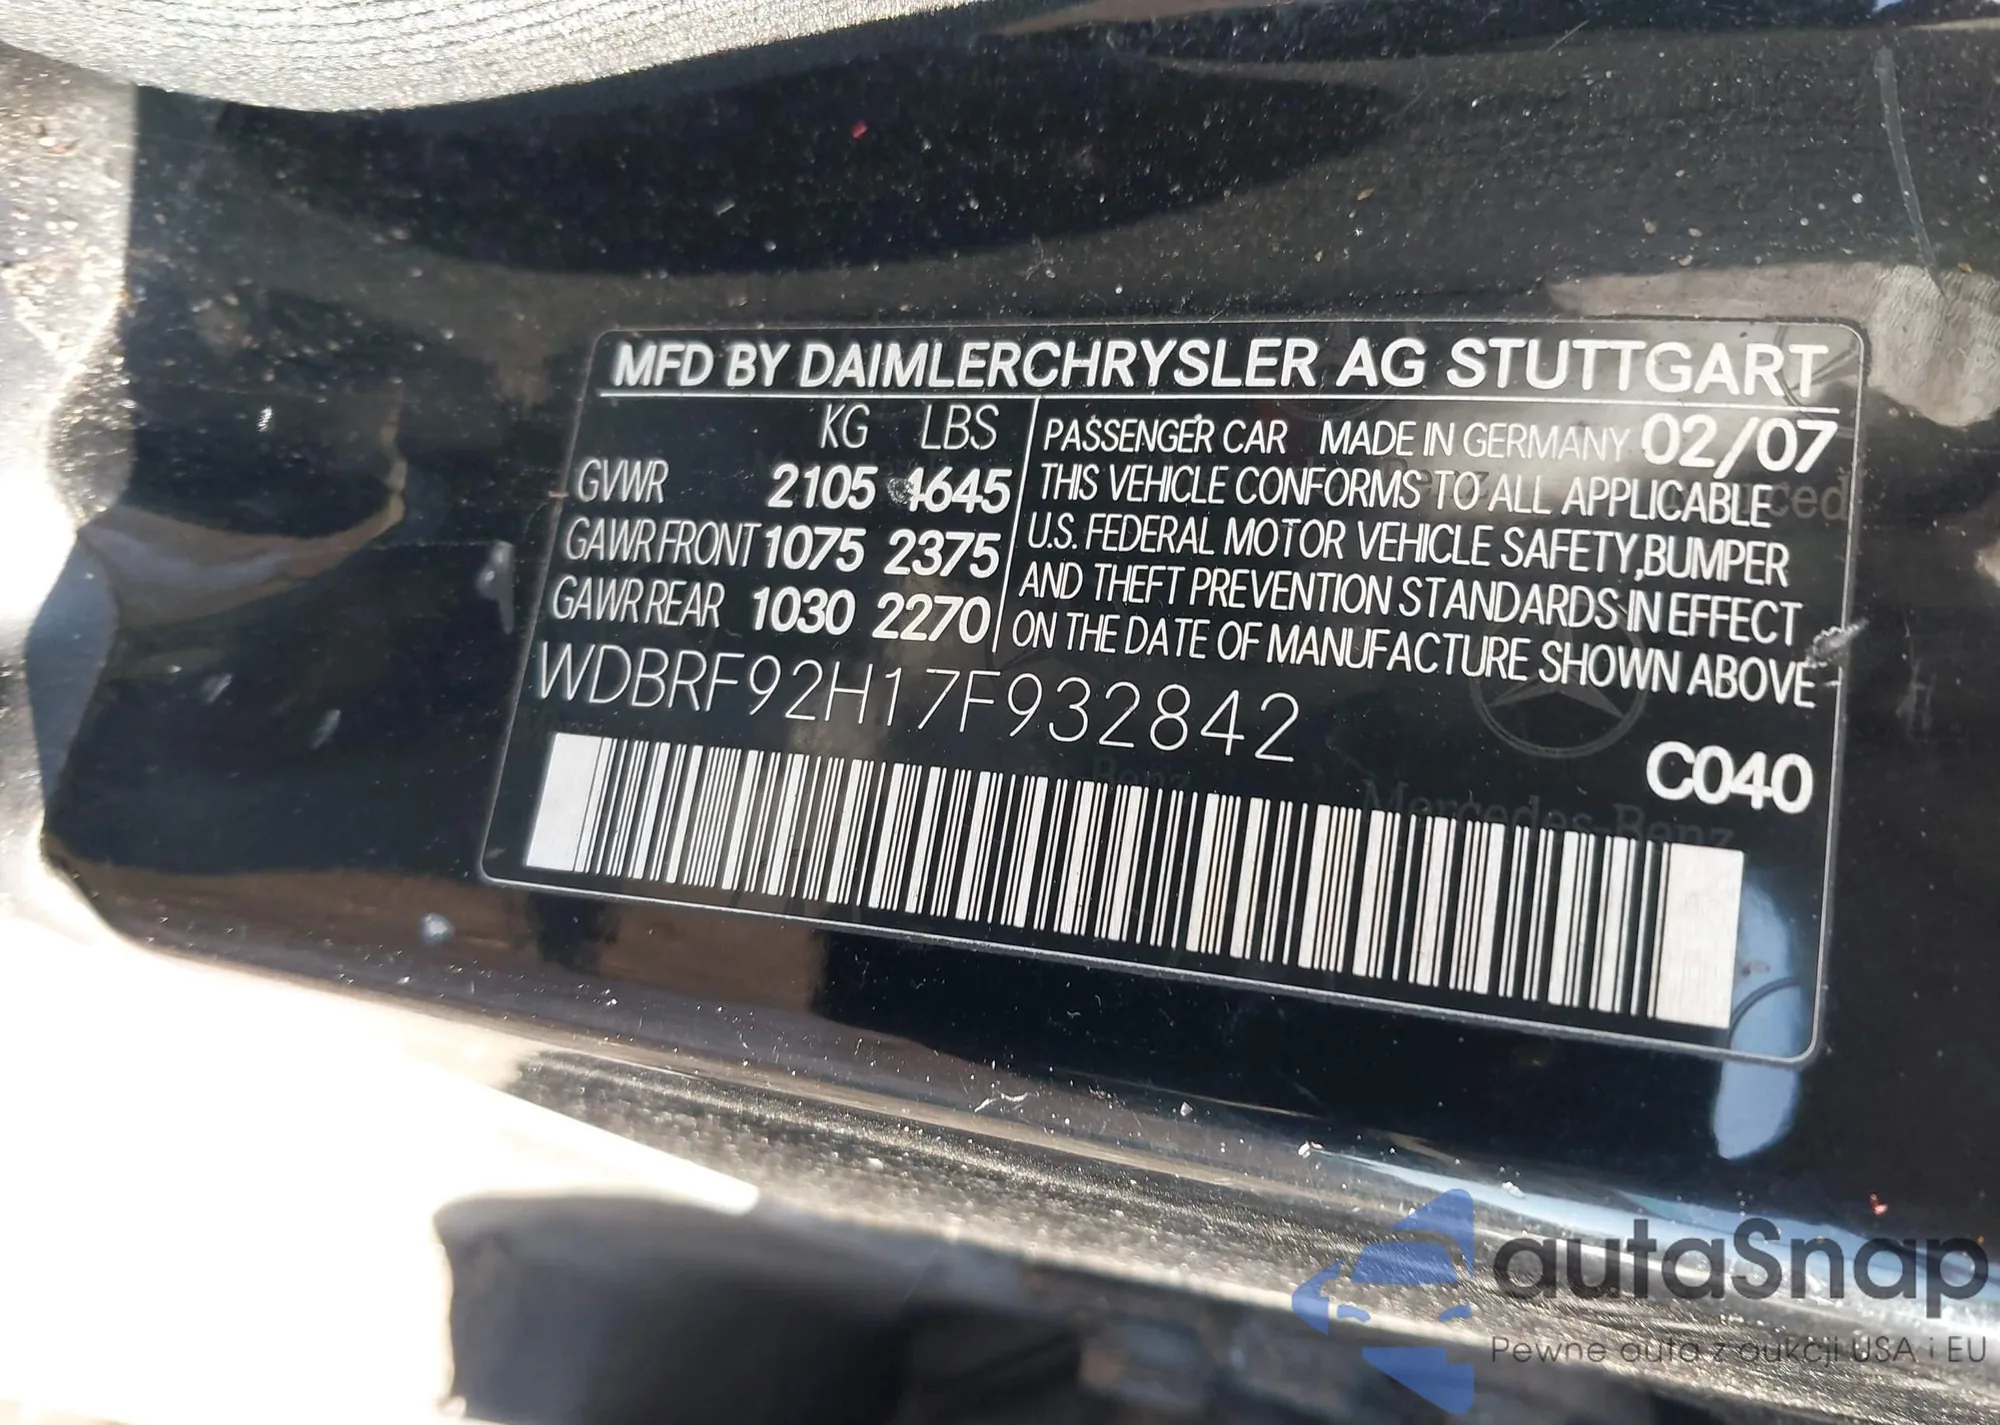 MFD BY DAIMLERCHRYSLER AG STUTTGART
KG LBS
GVWR 2105 4645
GAWR FRONT 1075 2375
GAWR REAR 1030 2270
PASSENGER CAR MADE IN GERMANY 02/07
THIS VEHICLE CONFORMS TO ALL APPLICABLE
U.S. FEDERAL MOTOR VEHICLE SAFETY,BUMPER
AND THEFT PREVENTION STANDARDS IN EFFECT
ON THE DATE OF MANUFACTURE SHOWN ABOVE
WDBRF92H17F932842
C040
Mercedes-Benz
autaSnap
Pewne auta z aukcji USA i EU